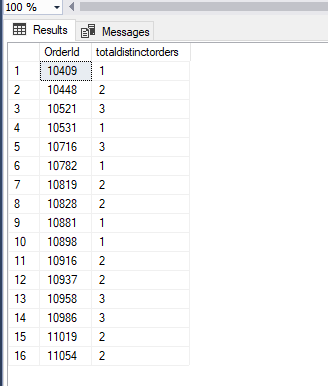 100 %
Results Messages
OrderId totaldistinctorders
1 10409 1
2 10448 2
3 10521 3
4 10531 1
5 10716 3
6 10782 1
7 10819 2
8 10828 2
9 10881 1
10 10898 1
11 10916 2
12 10937 2
13 10958 3
14 10986 3
15 11019 2
16 11054 2